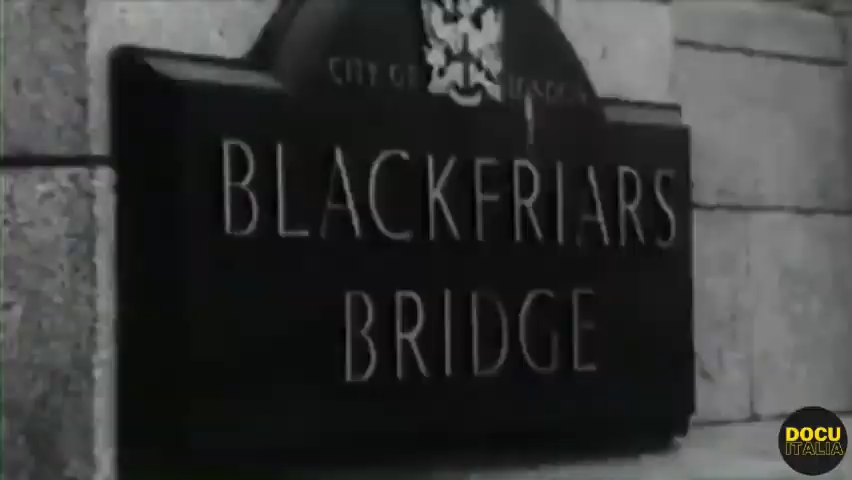 CITY OF LONDON
BLACKFRIARS
BRIDGE
DOCU
ITALIA